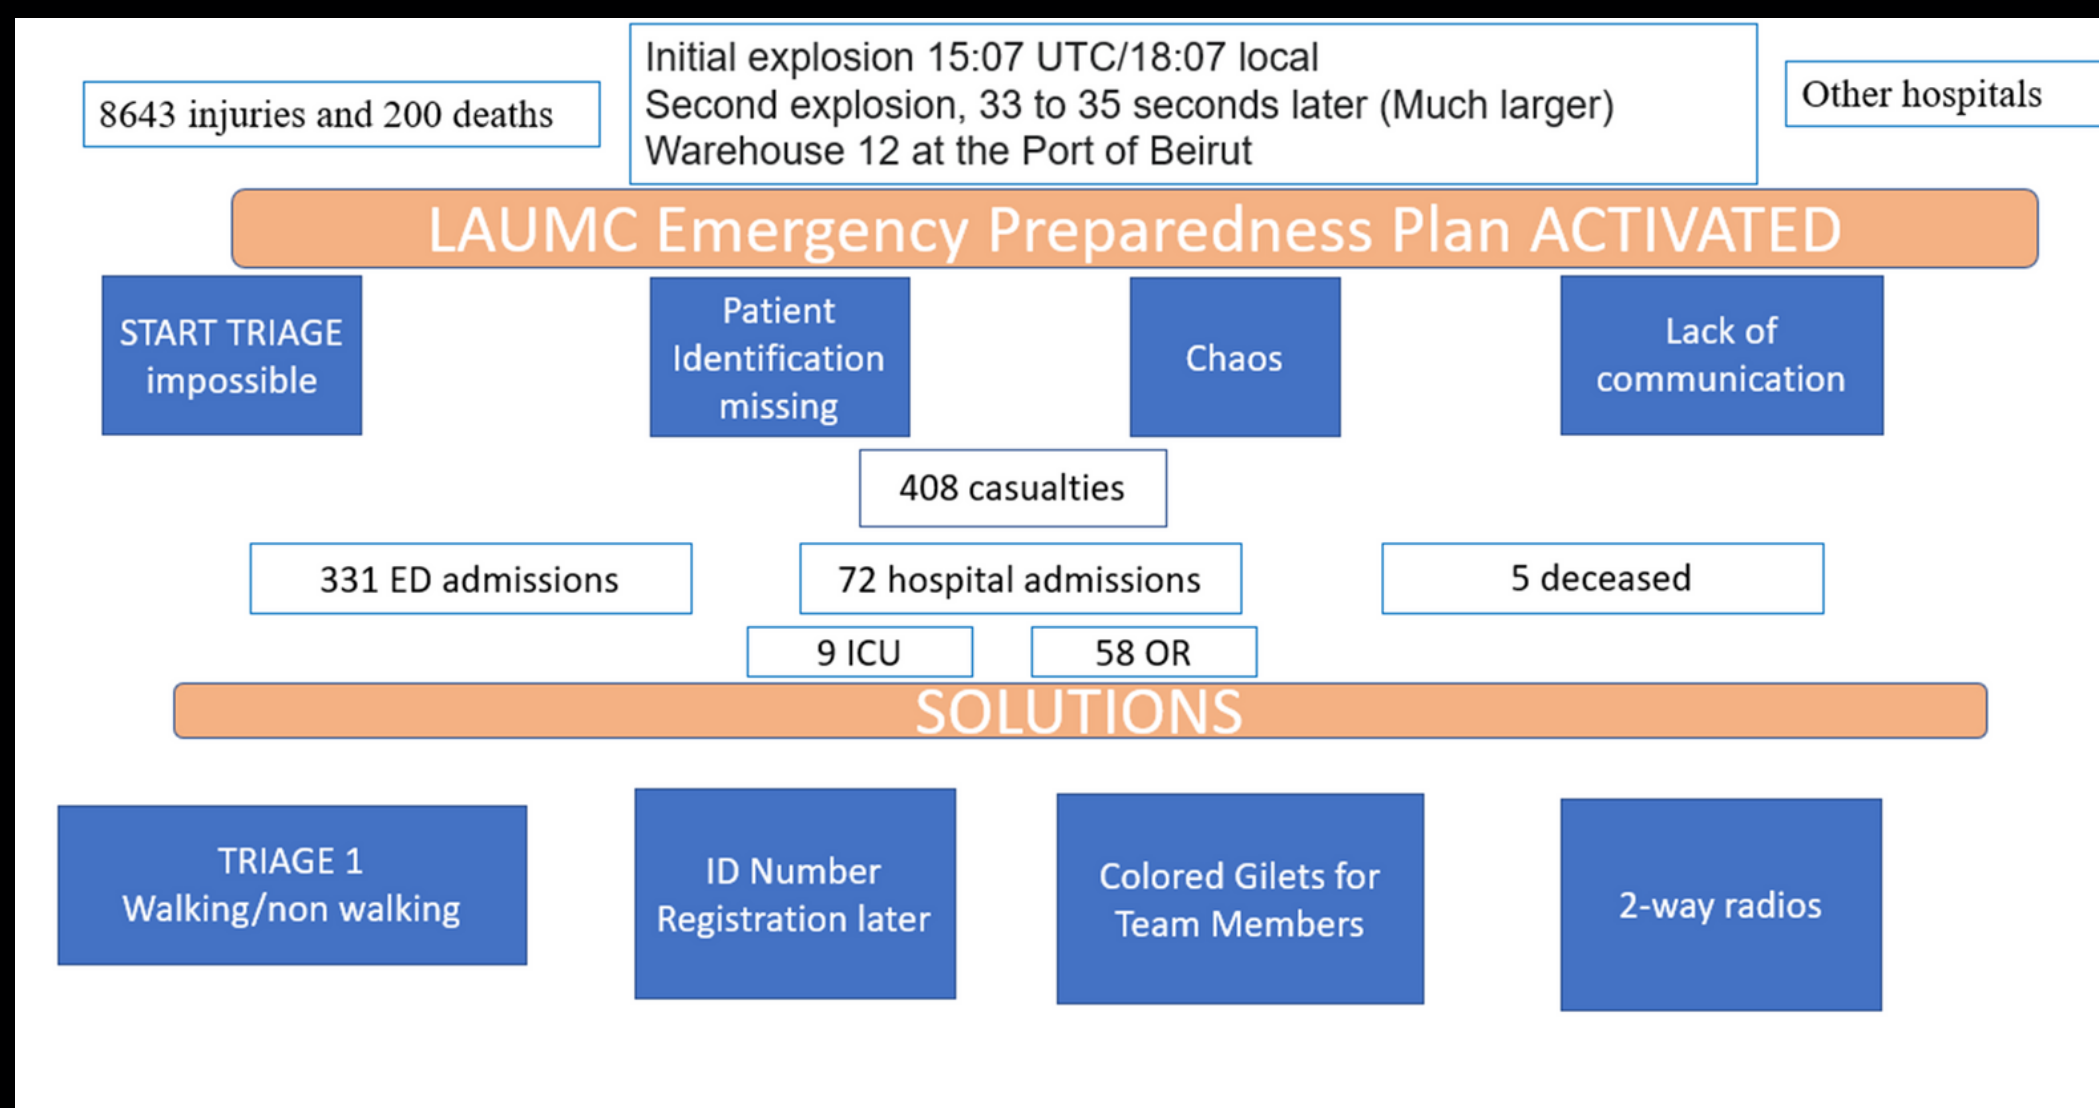 8643 injuries and 200 deaths
Initial explosion 15:07 UTC/18:07 local
Second explosion, 33 to 35 seconds later (Much larger)
Warehouse 12 at the Port of Beirut
Other hospitals
LAUMC Emergency Preparedness Plan ACTIVATED
START TRIAGE
impossible
Patient
Identification
missing
Chaos
Lack of
communication
408 casualties
331 ED admissions
72 hospital admissions
5 deceased
9 ICU
58 OR
SOLUTIONS
TRIAGE 1
Walking/non walking
ID Number
Registration later
Colored Gilets for
Team Members
2-way radios